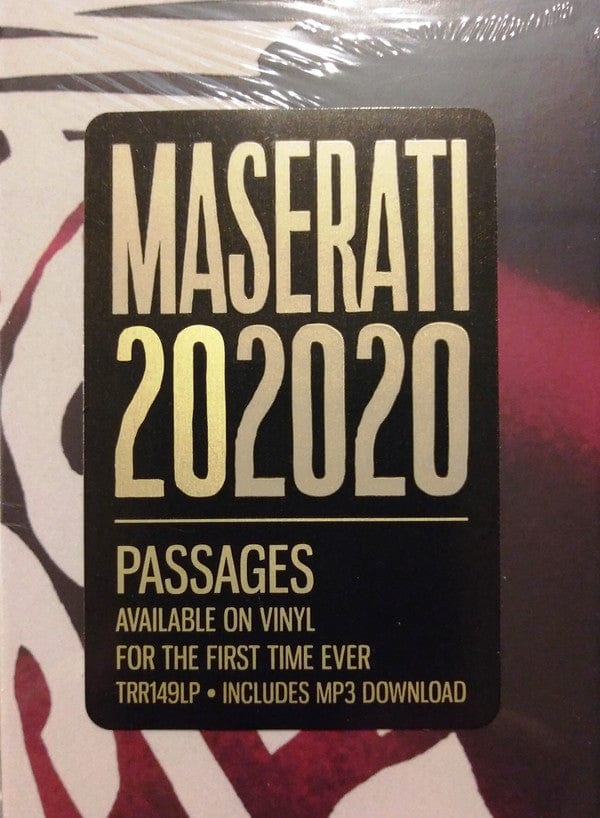 MASERATI
202020
PASSAGES
AVAILABLE ON VINYL
FOR THE FIRST TIME EVER
TRR149LP • INCLUDES MP3 DOWNLOAD